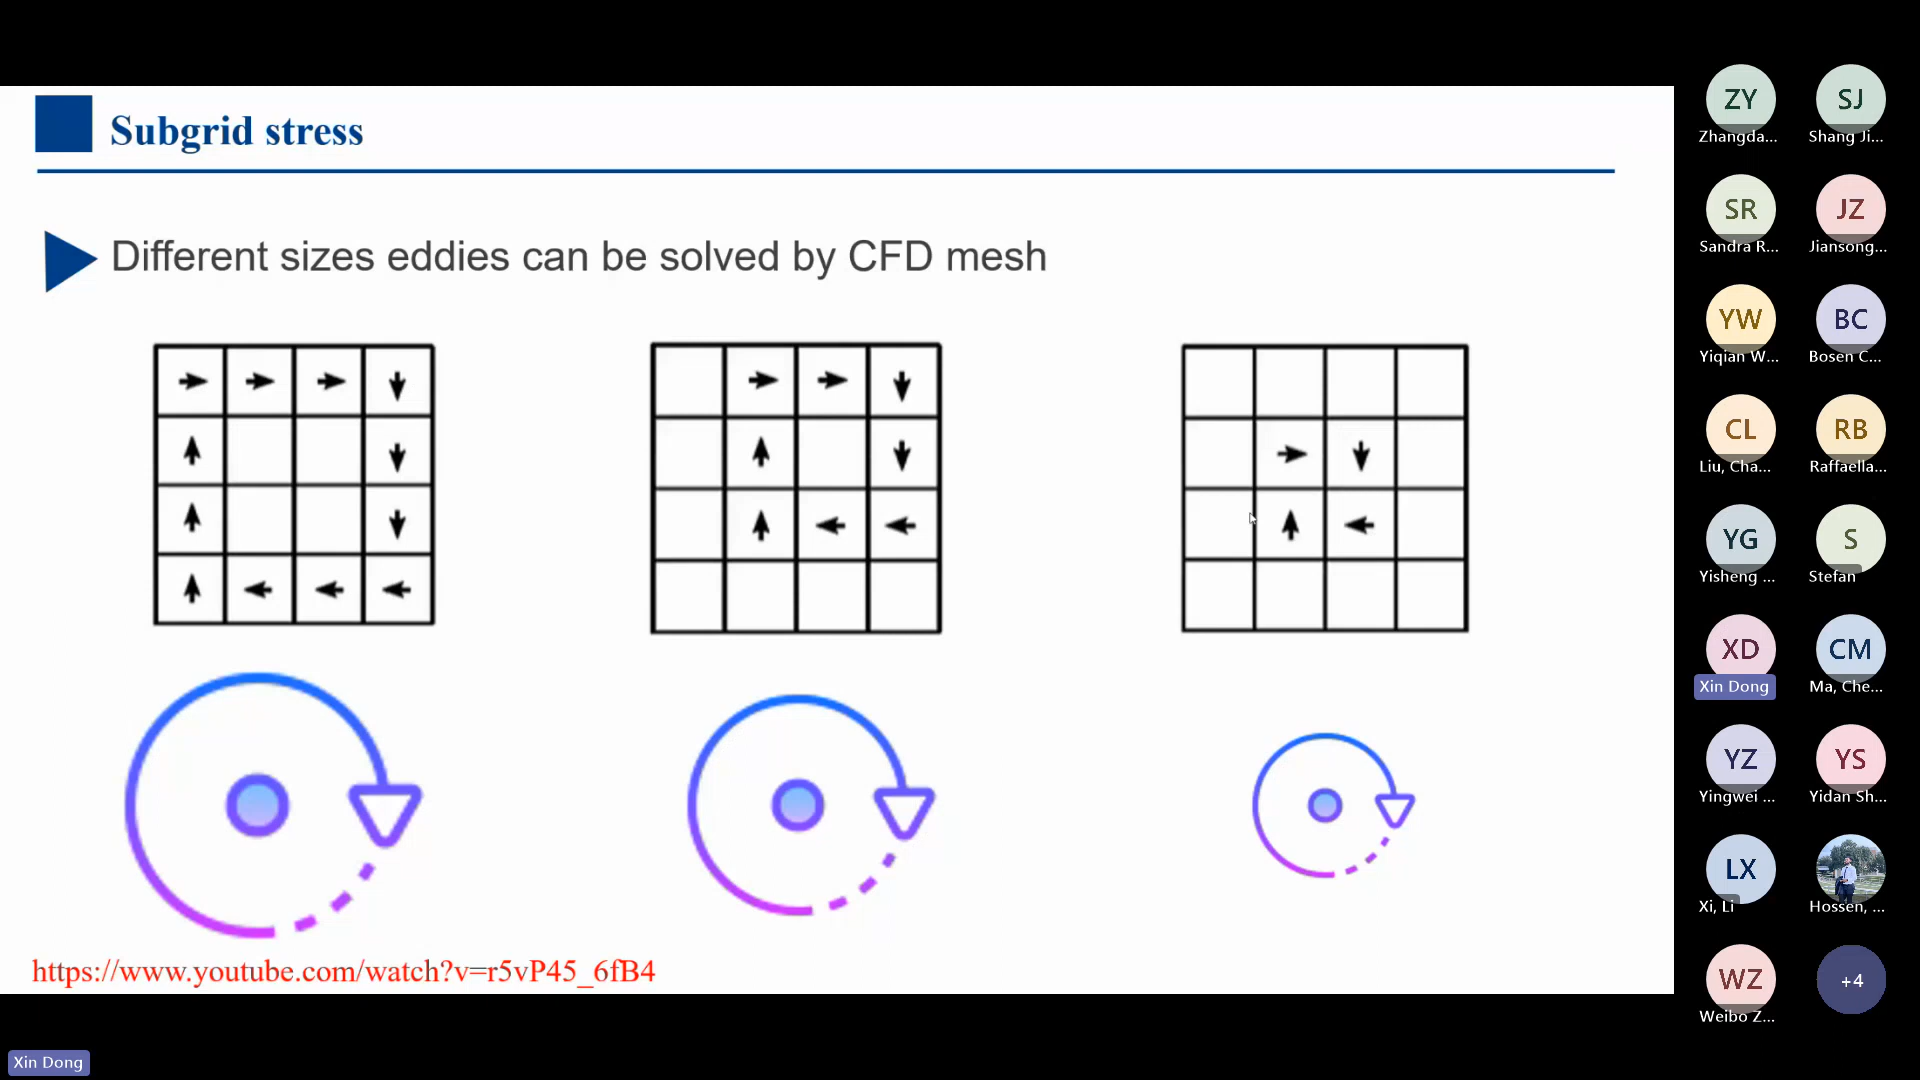 Subgrid stress
Different sizes eddies can be solved by CFD mesh
https://www.youtube.com/watch?v=r5vP45_6fB4
ZY
Zhangda...
SJ
Shang Ji...
SR
Sandra R...
JZ
Jiansong...
YW
Yiqian W...
BC
Bosen C...
CL
Liu, Cha...
RB
Raffaella...
YG
Yisheng ...
S
Stefan
XD
Xin Dong
CM
Ma, Che...
YZ
Yingwei ...
YS
Yidan Sh...
LX
Xi, Li
Hossen, ...
WZ
Weibo Z...
+4
Xin Dong